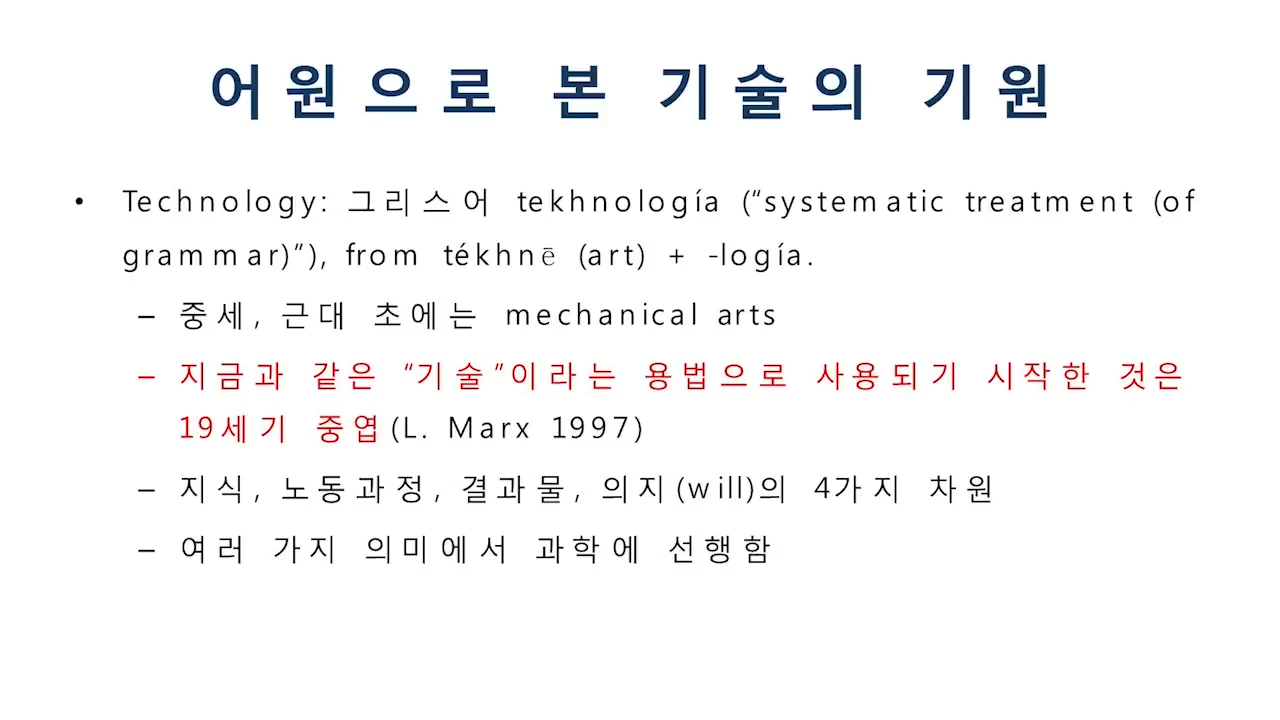 어원으로 본 기술의 기원
• Technology: 그리스어 tekhnología (“systematic treatment (of
grammar)”), from tékhnē (art) + -logía.
– 중세, 근대 초에는 mechanical arts
– 지금과 같은 “기술”이라는 용법으로 사용되기 시작한 것은
19세기 중엽(L. Marx 1997)
– 지식, 노동과정, 결과물, 의지(will)의 4가지 차원
– 여러 가지 의미에서 과학에 선행함